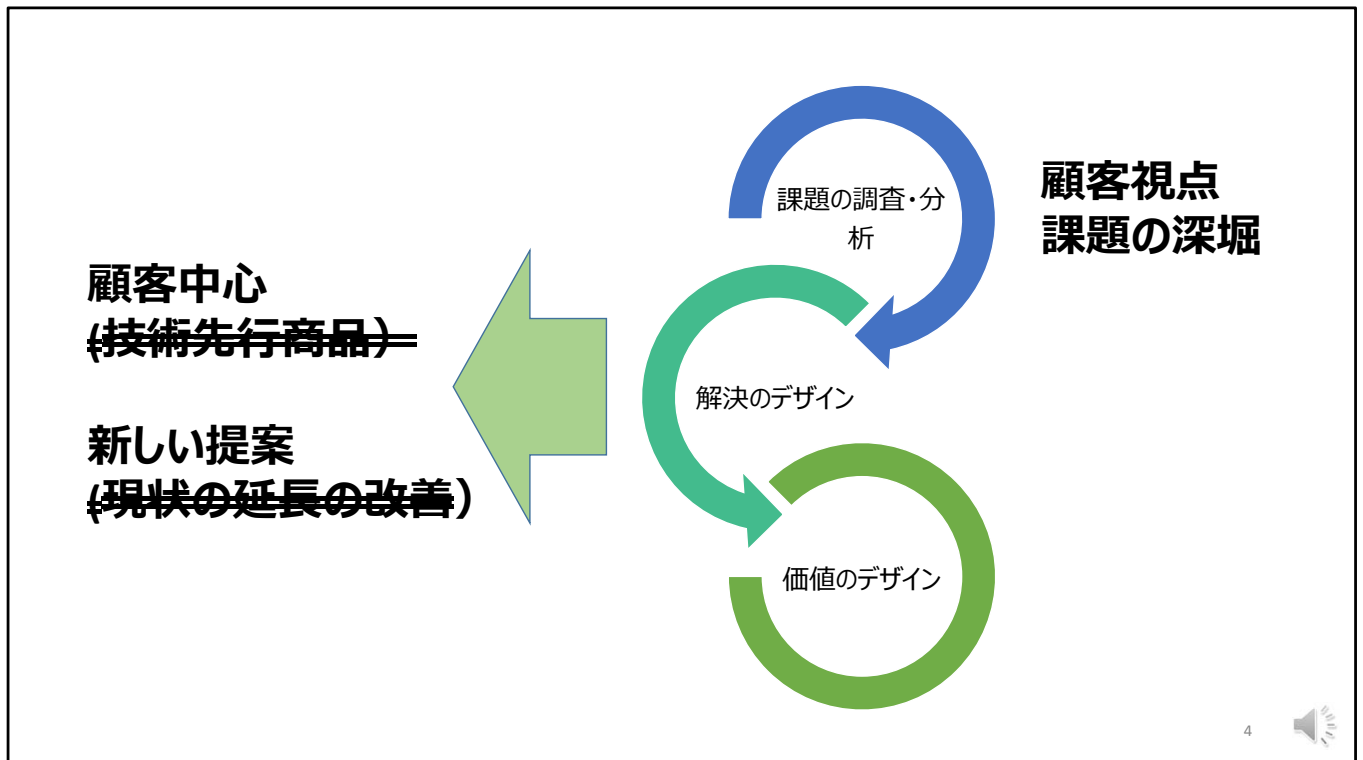 課題の調査・分
析
顧客視点
課題の深堀
顧客中心
(技術先行商品）
解決のデザイン
新しい提案
(現状の延長の改善）
価値のデザイン
4